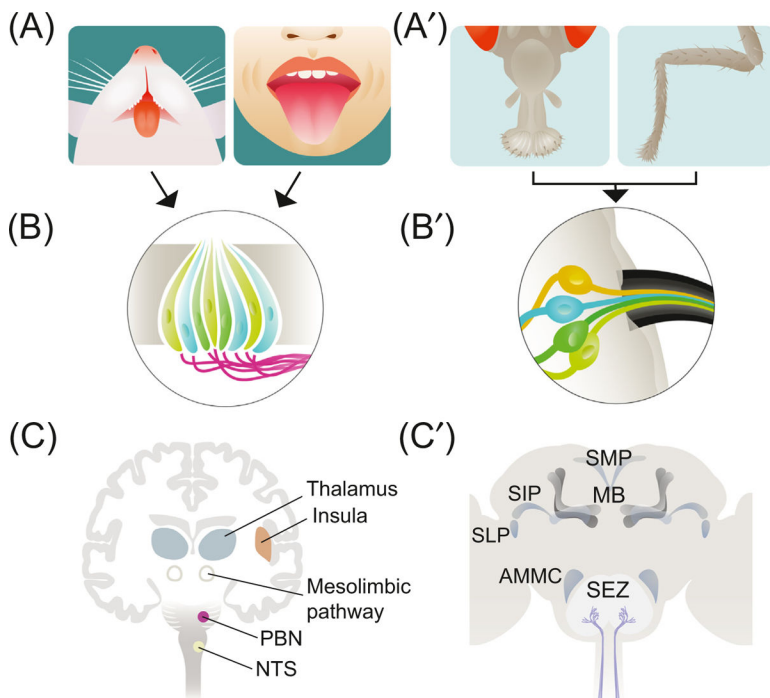 (A)
(A′)
(B)
(B′)
(C)
Thalamus
Insula
Mesolimbic
pathway
PBN
NTS
(C′)
SMP
SIP
MB
SLP
AMMC
SEZ